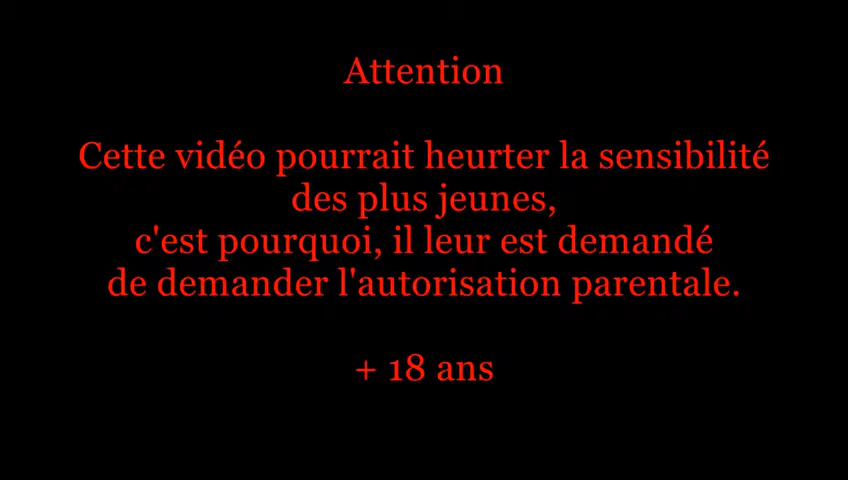 Attention
Cette vidéo pourrait heurter la sensibilité
des plus jeunes,
c'est pourquoi, il leur est demandé
de demander l'autorisation parentale.
+ 18 ans